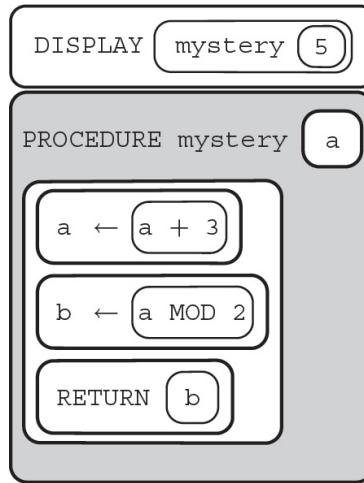 DISPLAY mystery 5
PROCEDURE mystery a
a ← a + 3
b ← a MOD 2
RETURN b